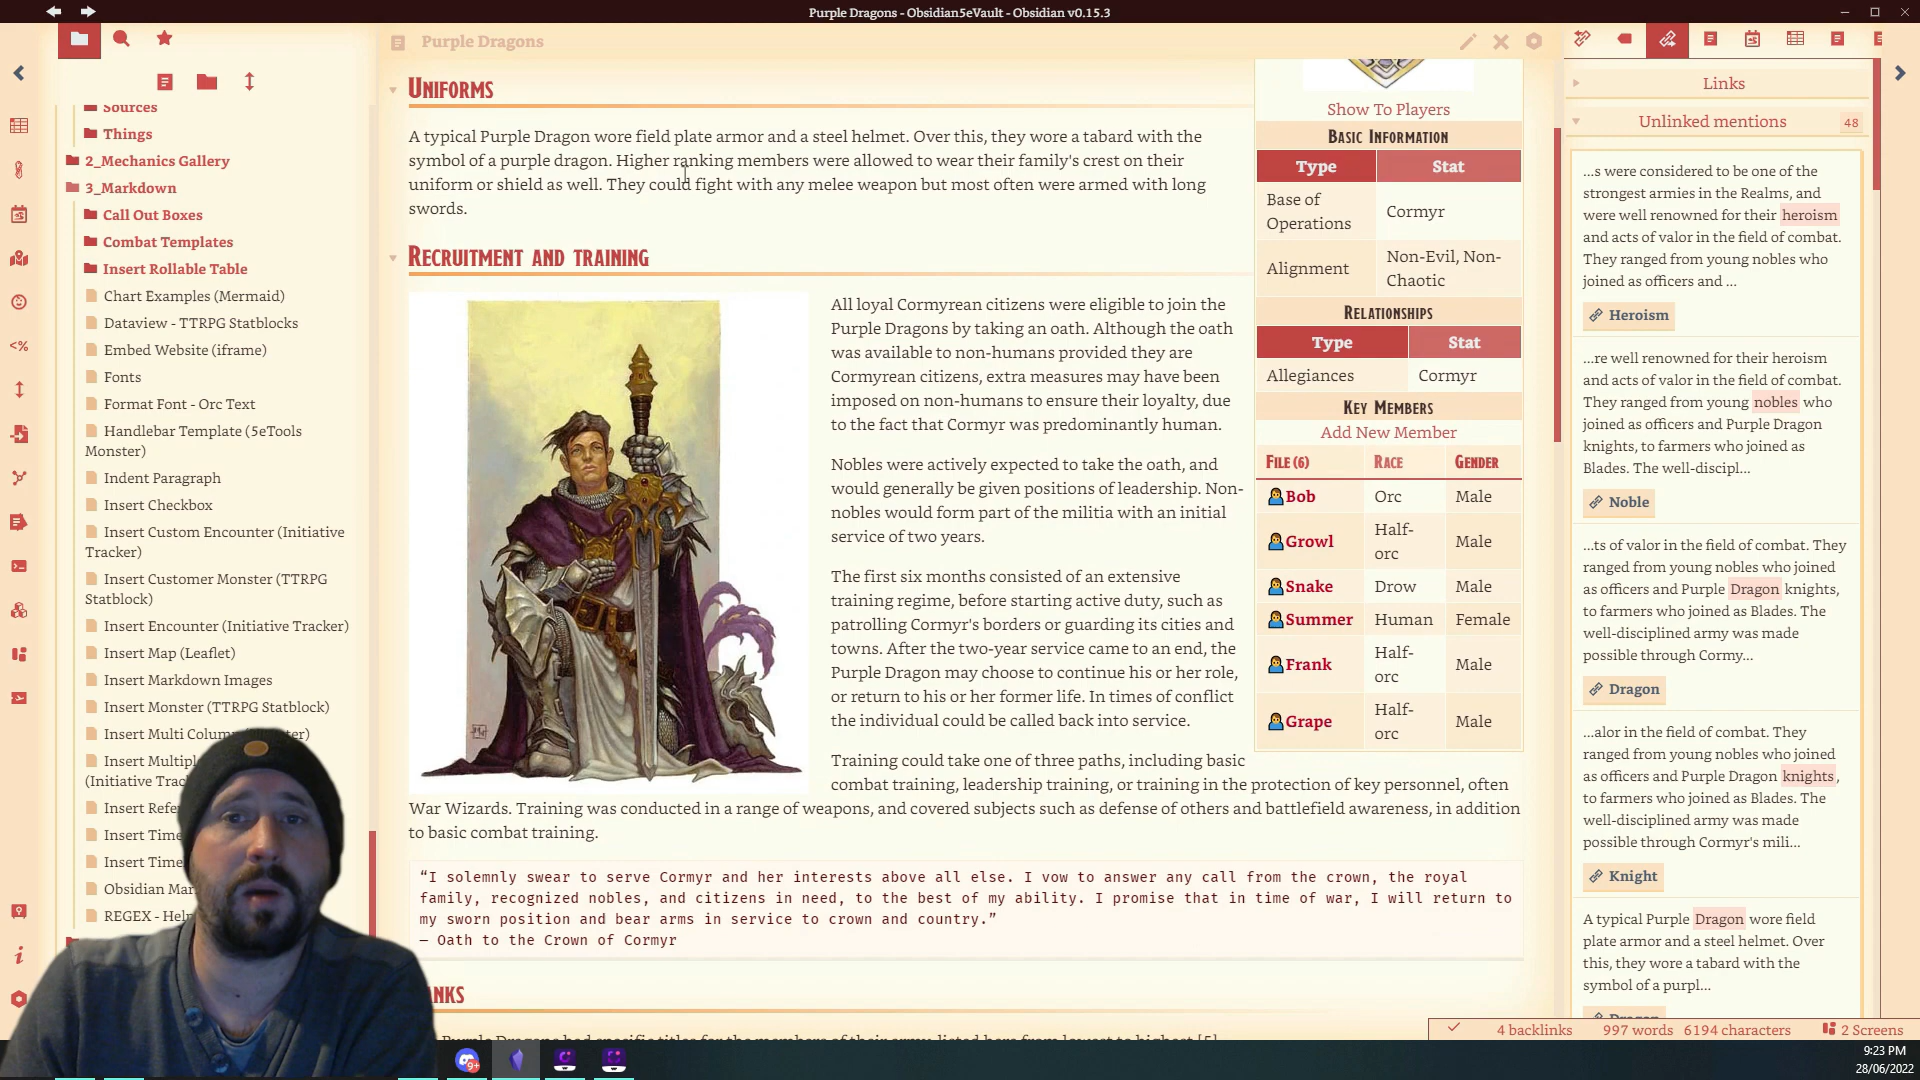 Purple Dragons - Obsidian5eVault - Obsidian v0.15.3
Sources
Things
2_Mechanics Gallery
3_Markdown
Call Out Boxes
Combat Templates
Insert Rollable Table
Chart Examples (Mermaid)
Dataview - TTRPG Statblocks
Embed Website (iframe)
Fonts
Format Font - Orc Text
Handlebar Template (5eTools
Monster)
Indent Paragraph
Insert Checkbox
Insert Custom Encounter (Initiative
Tracker)
Insert Customer Monster (TTRPG
Statblock)
Insert Encounter (Initiative Tracker)
Insert Map (Leaflet)
Insert Markdown Images
Insert Monster (TTRPG Statblock)
Insert Multi
Insert
(Initiative
Insert
Insert
Insert
Obsidian
REGEX -
Purple Dragons
UNIFORMS
A typical Purple Dragon wore field plate armor and a steel helmet. Over this, they wore a tabard with the
symbol of a purple dragon. Higher ranking members were allowed to wear their family's crest on their
uniform or shield as well. They could fight with any melee weapon but most often were armed with long
swords.
RECRUITMENT AND TRAINING
All loyal Cormyrean citizens were eligible to join the
Purple Dragons by taking an oath. Although the oath
was available to non-humans provided they are
Cormyrean citizens, extra measures may have been
imposed on non-humans to ensure their loyalty, due
to the fact that Cormyr was predominantly human.
Nobles were actively expected to take the oath, and
would generally be given positions of leadership. Non-
nobles would form part of the militia with an initial
service of two years.
The first six months consisted of an extensive
training regime, before starting active duty, such as
patrolling Cormyr's borders or guarding its cities and
towns. After the two-year service came to an end, the
Purple Dragon may choose to continue his or her role,
or return to his or her former life. In times of conflict
the individual could be called back into service.
Training could take one of three paths, including basic
combat training, leadership training, or training in the protection of key personnel, often
War Wizards. Training was conducted in a range of weapons, and covered subjects such as defense of others and battlefield awareness, in addition
to basic combat training.
“I solemnly swear to serve Cormyr and her interests above all else. I vow to answer any call from the crown, the royal
family, recognized nobles, and citizens in need, to the best of my ability. I promise that in time of war, I will return to
my sworn position and bear arms in service to crown and country.”
— Oath to the Crown of Cormyr
Show To Players
BASIC INFORMATION
Type Stat
Base of
Operations Cormyr
Alignment Non-Evil, Non-
Chaotic
RELATIONSHIPS
Type Stat
Allegiances Cormyr
KEY MEMBERS
Add New Member
FILE (6) RACE GENDER
Bob Orc Male
Growl Half-
orc Male
Snake Drow Male
Summer Human Female
Frank Half-
orc Male
Grape Half-
orc Male
Links
Unlinked mentions 48
...s were considered to be one of the
strongest armies in the Realms, and
were well renowned for their heroism
and acts of valor in the field of combat.
They ranged from young nobles who
joined as officers and ...
Heroism
...re well renowned for their heroism
and acts of valor in the field of combat.
They ranged from young nobles who
joined as officers and Purple Dragon
knights, to farmers who joined as
Blades. The well-discipl...
Noble
...ts of valor in the field of combat. They
ranged from young nobles who joined
as officers and Purple Dragon knights,
to farmers who joined as Blades. The
well-disciplined army was made
possible through Cormy...
Dragon
...alor in the field of combat. They
ranged from young nobles who joined
as officers and Purple Dragon knights,
to farmers who joined as Blades. The
well-disciplined army was made
possible through Cormyr's mili...
Knight
A typical Purple Dragon wore field
plate armor and a steel helmet. Over
this, they wore a tabard with the
symbol of a purpl...
4 backlinks 997 words 6194 characters 2 Screens
9:23 PM
28/06/2022